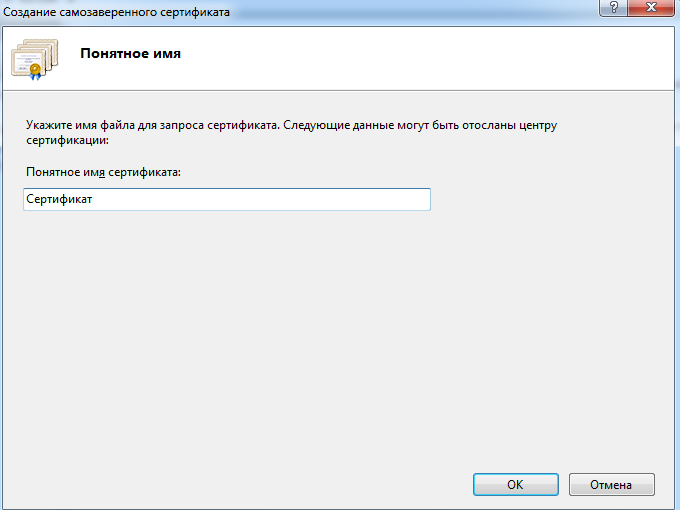 Создание самозаверенного сертификата
Понятное имя
Укажите имя файла для запроса сертификата. Следующие данные могут быть отосланы центру
сертификации:
Понятное имя сертификата:
Сертификат
OK
Отмена